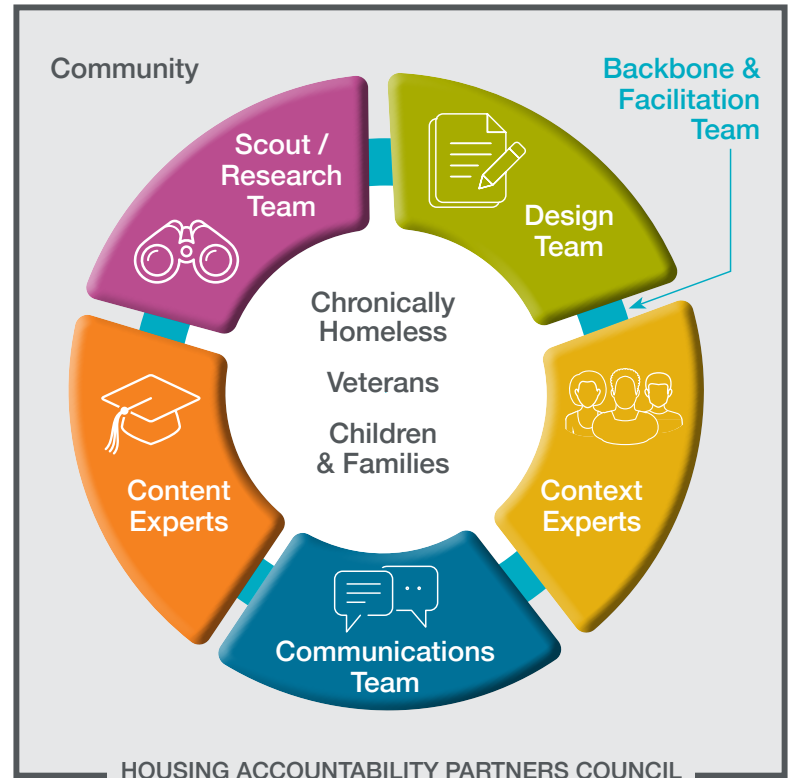 Community
Backbone &
Facilitation
Team
Scout /
Research
Team
Design
Team
Chronically
Homeless
Veterans
Children
& Families
Content
Experts
Context
Experts
Communications
Team
HOUSING ACCOUNTABILITY PARTNERS COUNCIL